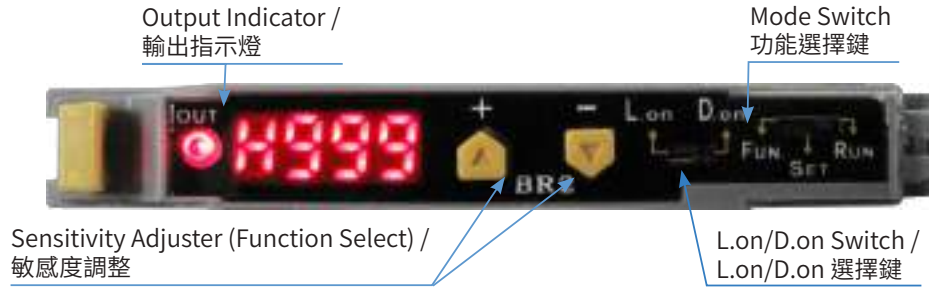 Output Indicator /
輸出指示燈
Mode Switch
功能選擇鍵
OUT
H999
+
−
L.on
D.on
FUN
SET
RUN
Sensitivity Adjuster (Function Select) /
敏感度調整
L.on/D.on Switch /
L.on/D.on 選擇鍵